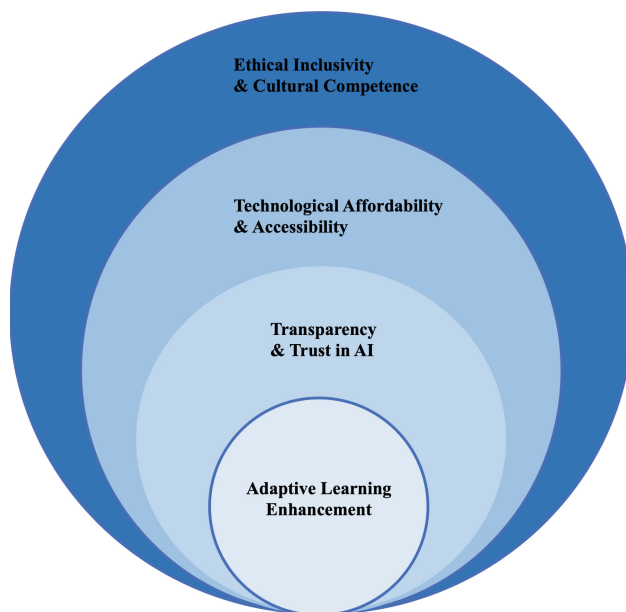 Ethical Inclusivity
& Cultural Competence
Technological Affordability
& Accessibility
Transparency
& Trust in AI
Adaptive Learning
Enhancement